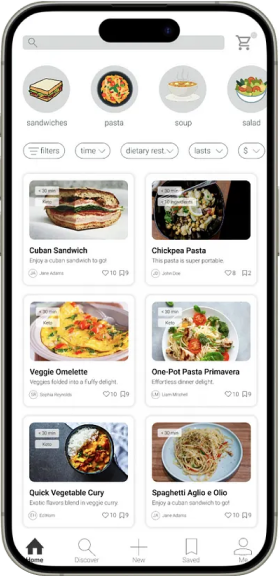 sandwiches pasta soup salad
filters time dietary rest. lasts $
< 30 min < 30 min
Keto < 10 ingredients
Cuban Sandwich Chickpea Pasta
Enjoy a cuban sandwich to go! This pasta is super portable.
JA Jane Adams 10 9 JD John Doe 8 2
< 30 min < 30 min
Keto Keto
Veggie Omelette One-Pot Pasta Primavera
Veggies folded into a fluffy delight. Effortless dinner delight.
SR Sophia Reynolds 10 9 LM Liam Mitchell 10 9
< 30 min < 30 min
Keto
Quick Vegetable Cury Spaghetti Aglio e Olio
Exotic flavors blend in veggie curry. Enjoy a cuban sandwich to go!
10 9 JA Jane Adams 10 9
Home Discover New Saved Me